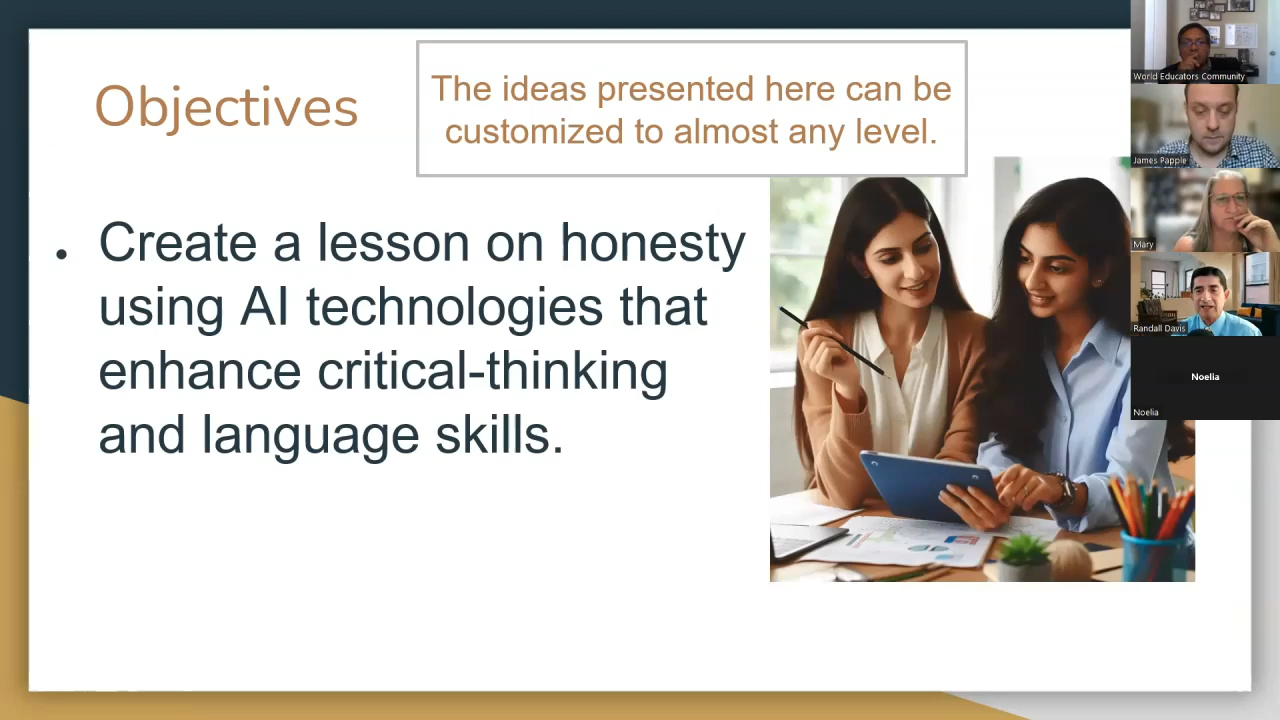 Objectives
The ideas presented here can be
customized to almost any level.
• Create a lesson on honesty
using AI technologies that
enhance critical-thinking
and language skills.
World Educators Community
James Papple
Mary
Randall Davis
Noelia
Noelia